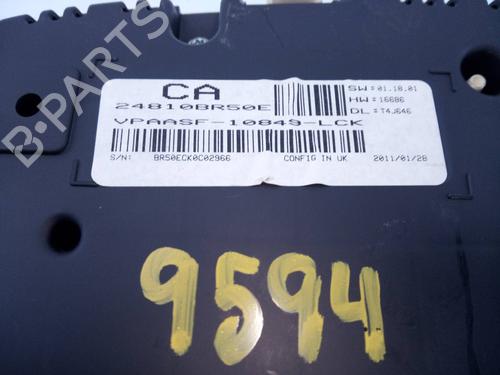 B-PARTS
CA
SW = 01.18.01
24810BR50E
HW = 16686
DL = T4J646
VPAASF-10849-LCK
S/N: BR50ECK0C02966 CONFIG IN UK 2011/01/28
9594